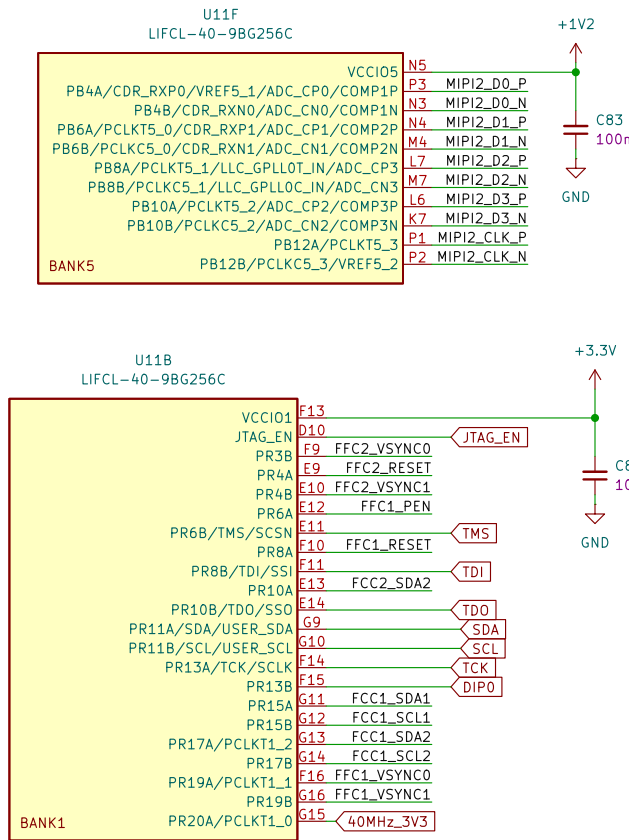 U11F
LIFCL-40-9BG256C
+1V2
VCCIO5 N5
PB4A/CDR_RXP0/VREF5_1/ADC_CP0/COMP1P P3 MIPI2_D0_P
PB4B/CDR_RXN0/ADC_CN0/COMP1N N3 MIPI2_D0_N
PB6A/PCLKT5_0/CDR_RXP1/ADC_CP1/COMP2P N4 MIPI2_D1_P
PB6B/PCLKC5_0/CDR_RXN1/ADC_CN1/COMP2N M4 MIPI2_D1_N
PB8A/PCLKT5_1/LLC_GPLL0T_IN/ADC_CP3 L7 MIPI2_D2_P
PB8B/PCLKC5_1/LLC_GPLL0C_IN/ADC_CN3 M7 MIPI2_D2_N
PB10A/PCLKT5_2/ADC_CP2/COMP3P L6 MIPI2_D3_P
PB10B/PCLKC5_2/ADC_CN2/COMP3N K7 MIPI2_D3_N
PB12A/PCLKT5_3 P1 MIPI2_CLK_P
PB12B/PCLKC5_3/VREF5_2 P2 MIPI2_CLK_N
BANK5
C83
100n
GND
U11B
LIFCL-40-9BG256C
+3.3V
VCCIO1 F13
JTAG_EN D10 JTAG_EN
PR3B F9 FFC2_VSYNC0
PR4A E9 FFC2_RESET
PR4B E10 FFC2_VSYNC1
PR6A E12 FFC1_PEN
PR6B/TMS/SCSN E11 TMS
PR8A F10 FFC1_RESET
PR8B/TDI/SSI F11 TDI
PR10A E13 FCC2_SDA2
PR10B/TDO/SSO E14 TDO
PR11A/SDA/USER_SDA G9 SDA
PR11B/SCL/USER_SCL G10 SCL
PR13A/TCK/SCLK F14 TCK
PR13B F15 DIP0
PR15A G11 FCC1_SDA1
PR15B G12 FCC1_SCL1
PR17A/PCLKT1_2 G13 FCC1_SDA2
PR17B G14 FCC1_SCL2
PR19A/PCLKT1_1 F16 FFC1_VSYNC0
PR19B G16 FFC1_VSYNC1
PR20A/PCLKT1_0 G15 40MHz_3V3
BANK1
GND